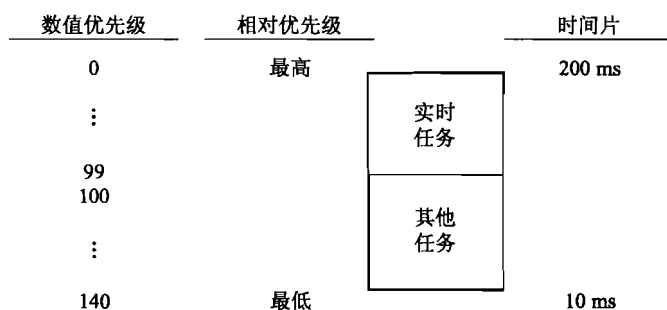 数值优先级 相对优先级 时间片
0 最高 200 ms
⋮ 实时
任务
99
100
其他
⋮ 任务
140 最低 10 ms